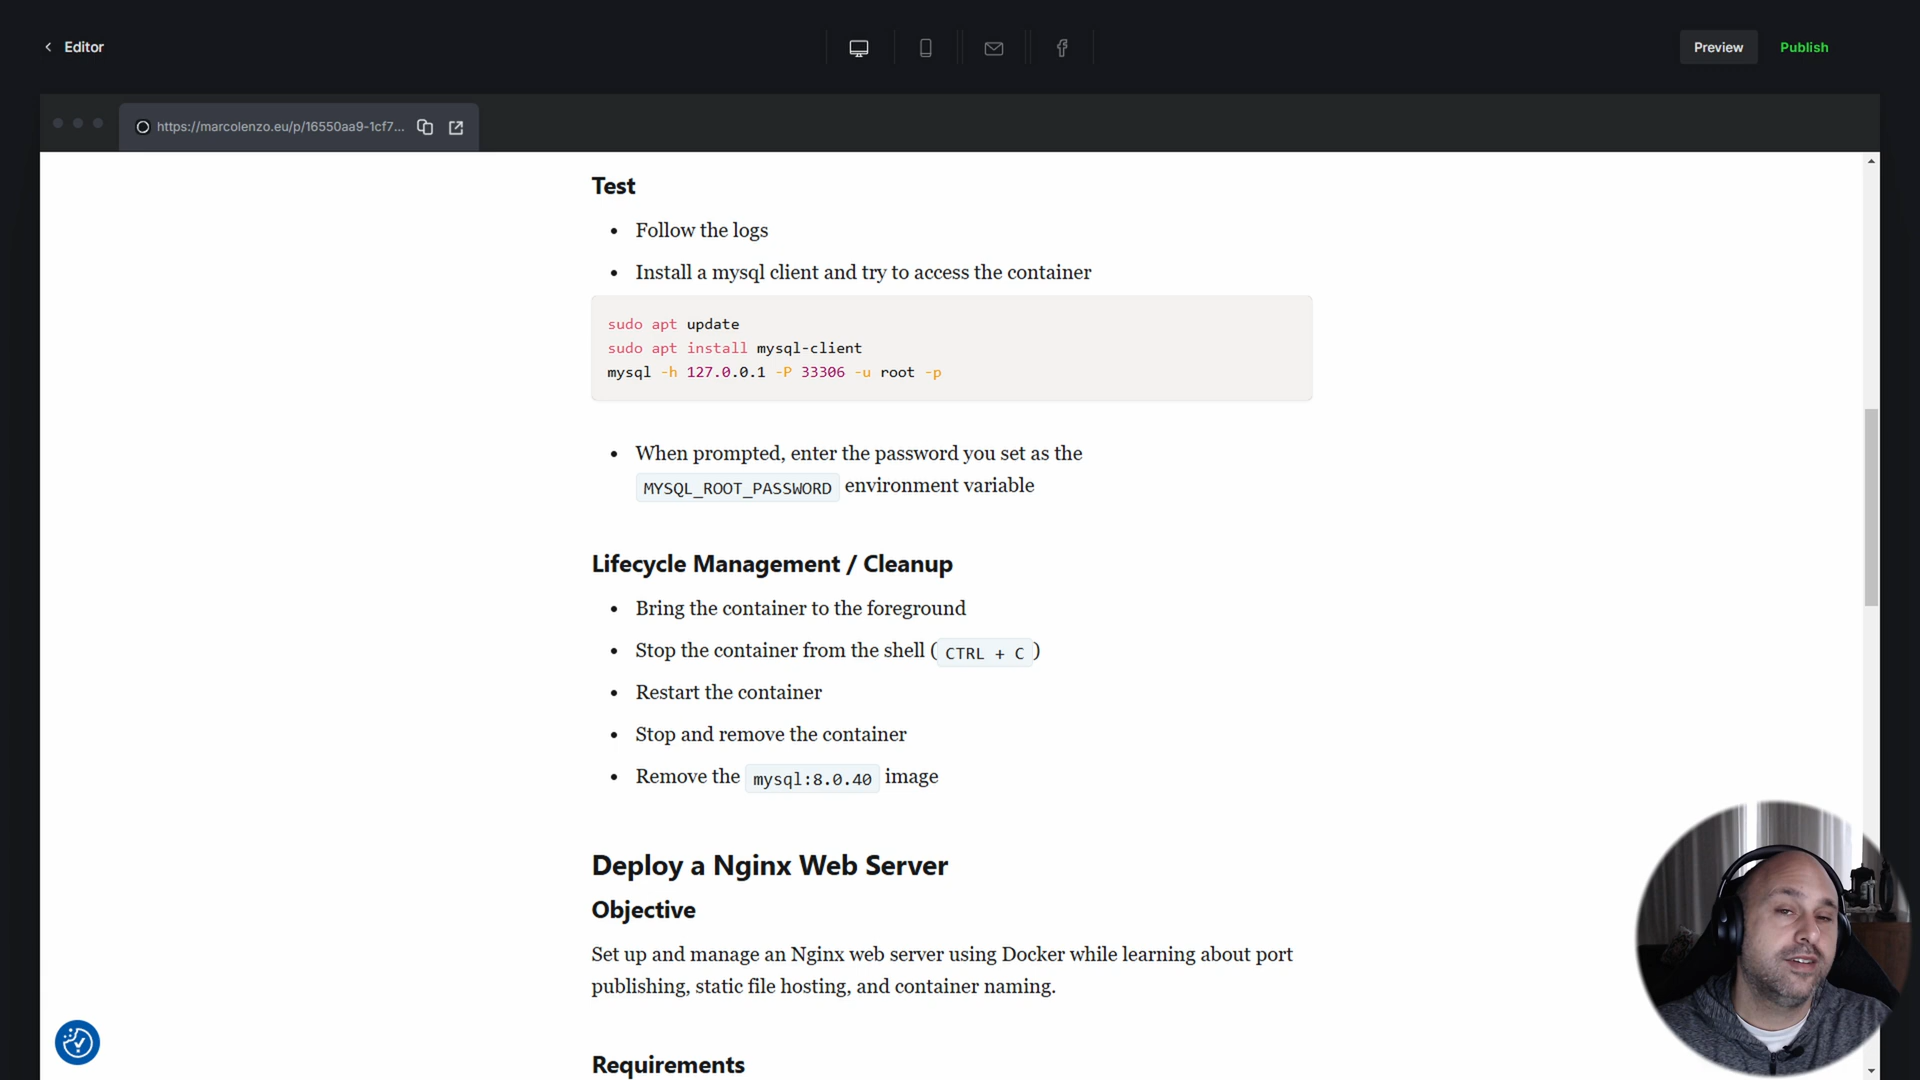 Editor
Preview
Publish
https://marcolenzo.eu/p/16550aa9-1cf7...
Test
• Follow the logs
• Install a mysql client and try to access the container
sudo apt update
sudo apt install mysql-client
mysql -h 127.0.0.1 -P 33306 -u root -p
• When prompted, enter the password you set as the
MYSQL_ROOT_PASSWORD environment variable
Lifecycle Management / Cleanup
• Bring the container to the foreground
• Stop the container from the shell ( CTRL + C )
• Restart the container
• Stop and remove the container
• Remove the mysql:8.0.40 image
Deploy a Nginx Web Server
Objective
Set up and manage an Nginx web server using Docker while learning about port
publishing, static file hosting, and container naming.
Requirements